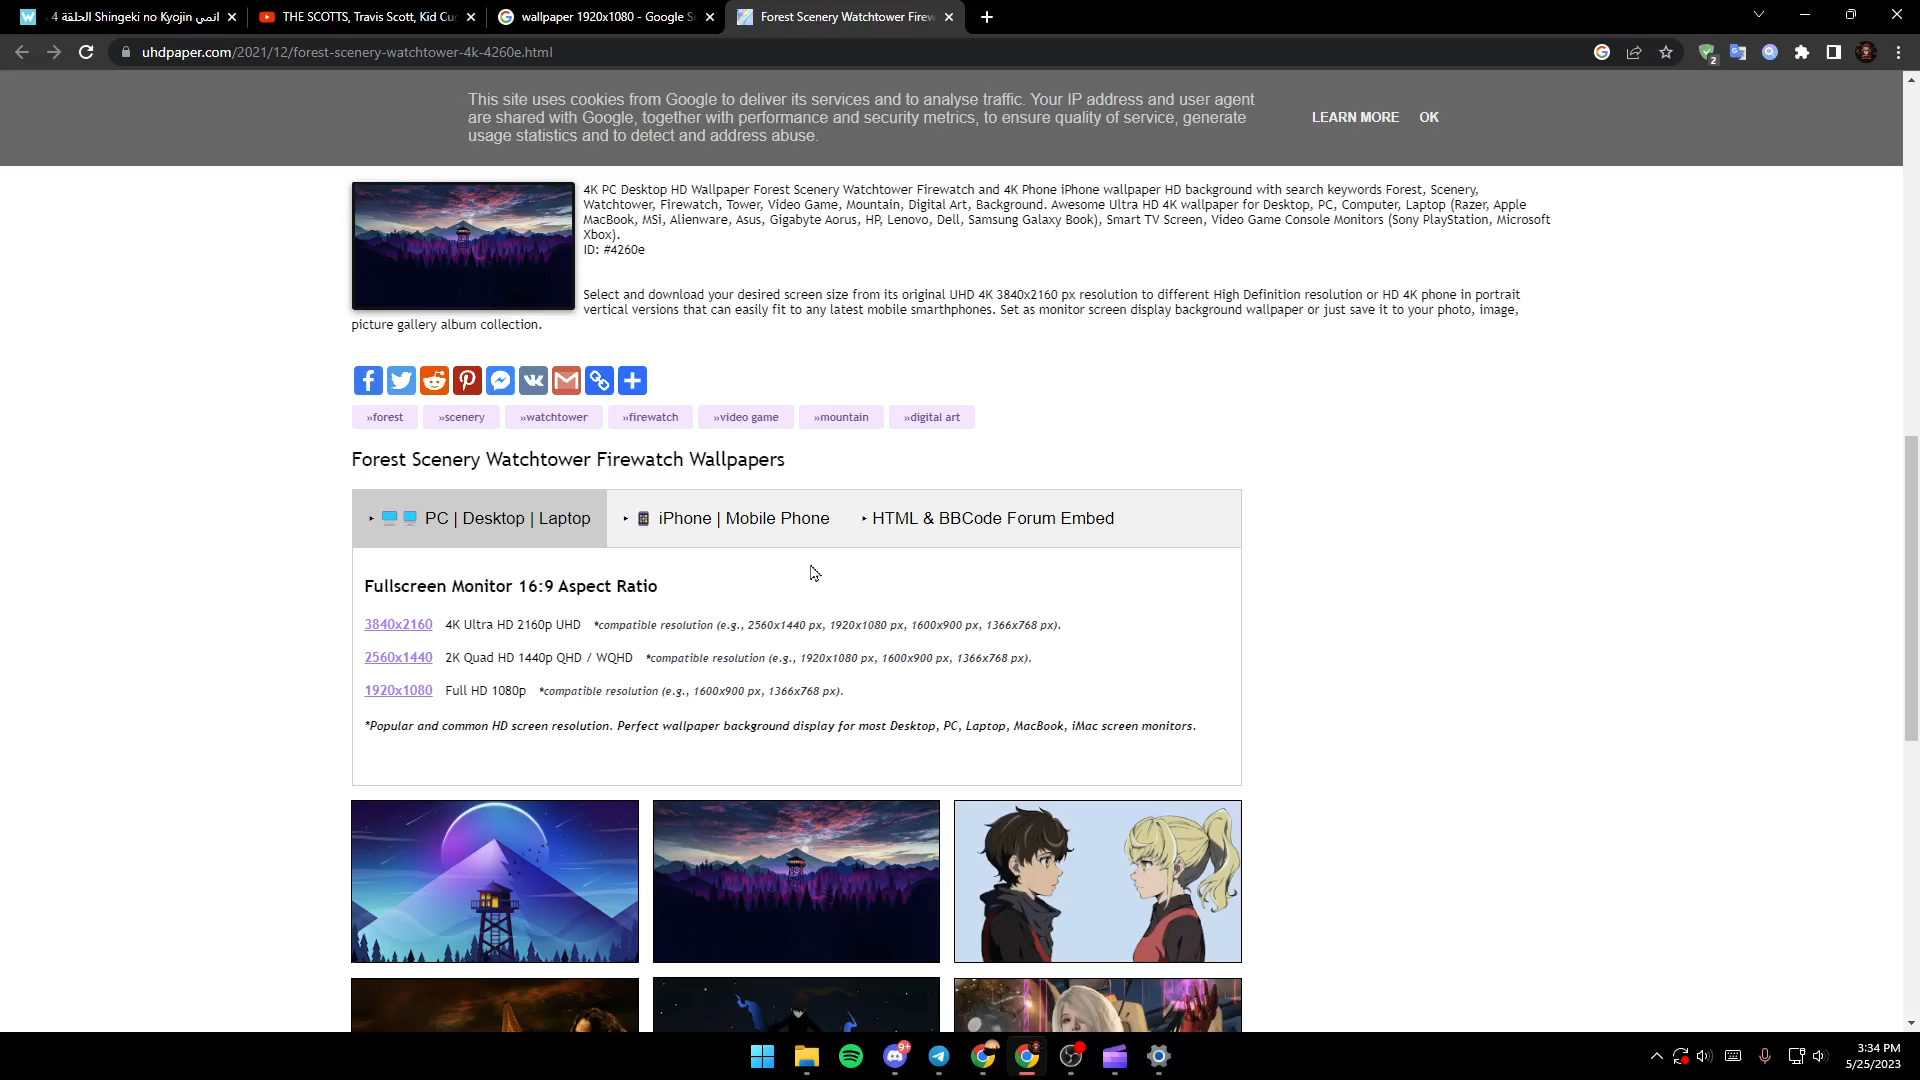 انمي Shingeki no Kyojin الحلقة 4
THE SCOTTS, Travis Scott, Kid Cu
wallpaper 1920x1080 - Google Se
Forest Scenery Watchtower Firew
uhdpaper.com/2021/12/forest-scenery-watchtower-4k-4260e.html
2
This site uses cookies from Google to deliver its services and to analyse traffic. Your IP address and user agent
are shared with Google, together with performance and security metrics, to ensure quality of service, generate
usage statistics and to detect and address abuse.
LEARN MORE OK
4K PC Desktop HD Wallpaper Forest Scenery Watchtower Firewatch and 4K Phone iPhone wallpaper HD background with search keywords Forest, Scenery,
Watchtower, Firewatch, Tower, Video Game, Mountain, Digital Art, Background. Awesome Ultra HD 4K wallpaper for Desktop, PC, Computer, Laptop (Razer, Apple
MacBook, MSi, Alienware, Asus, Gigabyte Aorus, HP, Lenovo, Dell, Samsung Galaxy Book), Smart TV Screen, Video Game Console Monitors (Sony PlayStation, Microsoft
Xbox).
ID: #4260e
Select and download your desired screen size from its original UHD 4K 3840x2160 px resolution to different High Definition resolution or HD 4K phone in portrait
vertical versions that can easily fit to any latest mobile smarthphones. Set as monitor screen display background wallpaper or just save it to your photo, image,
picture gallery album collection.
»forest »scenery »watchtower »firewatch »video game »mountain »digital art
Forest Scenery Watchtower Firewatch Wallpapers
PC | Desktop | Laptop iPhone | Mobile Phone HTML & BBCode Forum Embed
Fullscreen Monitor 16:9 Aspect Ratio
3840x2160 4K Ultra HD 2160p UHD *compatible resolution (e.g., 2560x1440 px, 1920x1080 px, 1600x900 px, 1366x768 px).
2560x1440 2K Quad HD 1440p QHD / WQHD *compatible resolution (e.g., 1920x1080 px, 1600x900 px, 1366x768 px).
1920x1080 Full HD 1080p *compatible resolution (e.g., 1600x900 px, 1366x768 px).
*Popular and common HD screen resolution. Perfect wallpaper background display for most Desktop, PC, Laptop, MacBook, iMac screen monitors.
9+
3:34 PM
5/25/2023